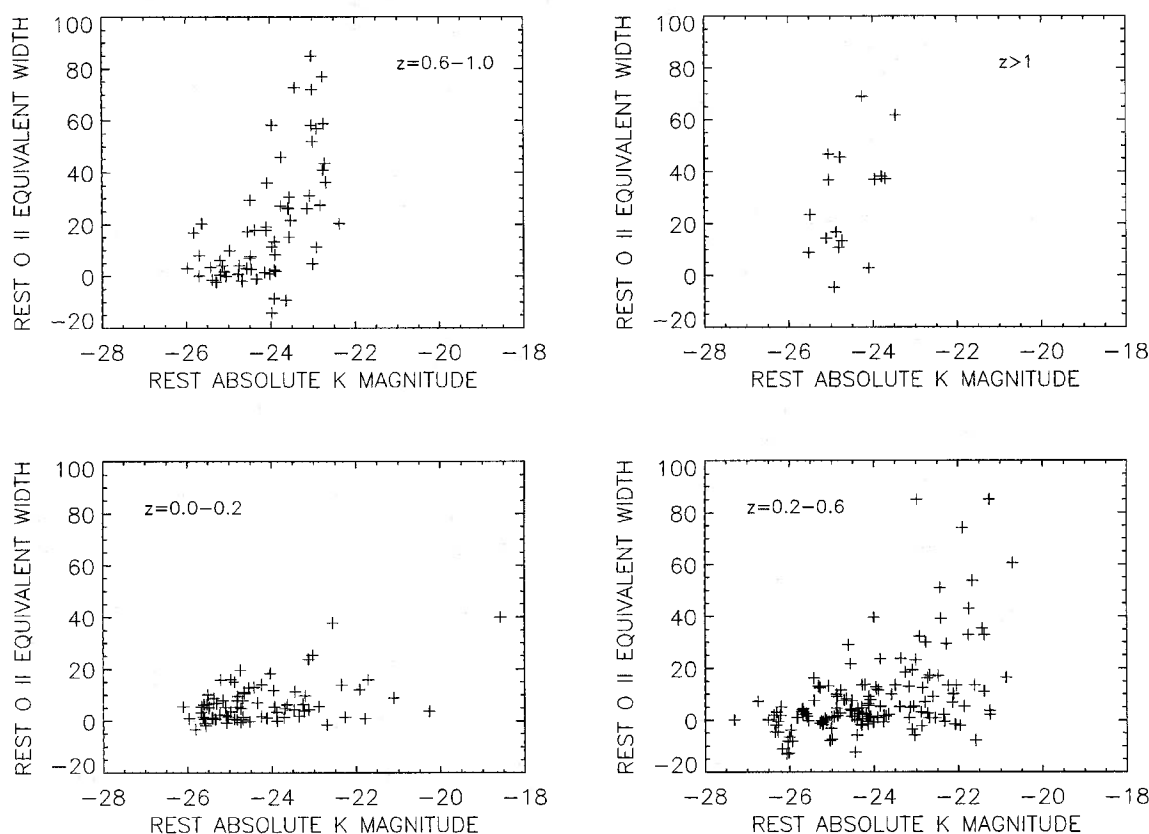 100
80
60
40
20
0
−20
REST O II EQUIVALENT WIDTH
z=0.6−1.0
−28 −26 −24 −22 −20 −18
REST ABSOLUTE K MAGNITUDE
100
80
60
40
20
0
−20
REST O II EQUIVALENT WIDTH
z>1
−28 −26 −24 −22 −20 −18
REST ABSOLUTE K MAGNITUDE
100
80
60
40
20
0
−20
REST O II EQUIVALENT WIDTH
z=0.0−0.2
−28 −26 −24 −22 −20 −18
REST ABSOLUTE K MAGNITUDE
100
80
60
40
20
0
−20
REST O II EQUIVALENT WIDTH
z=0.2−0.6
−28 −26 −24 −22 −20 −18
REST ABSOLUTE K MAGNITUDE